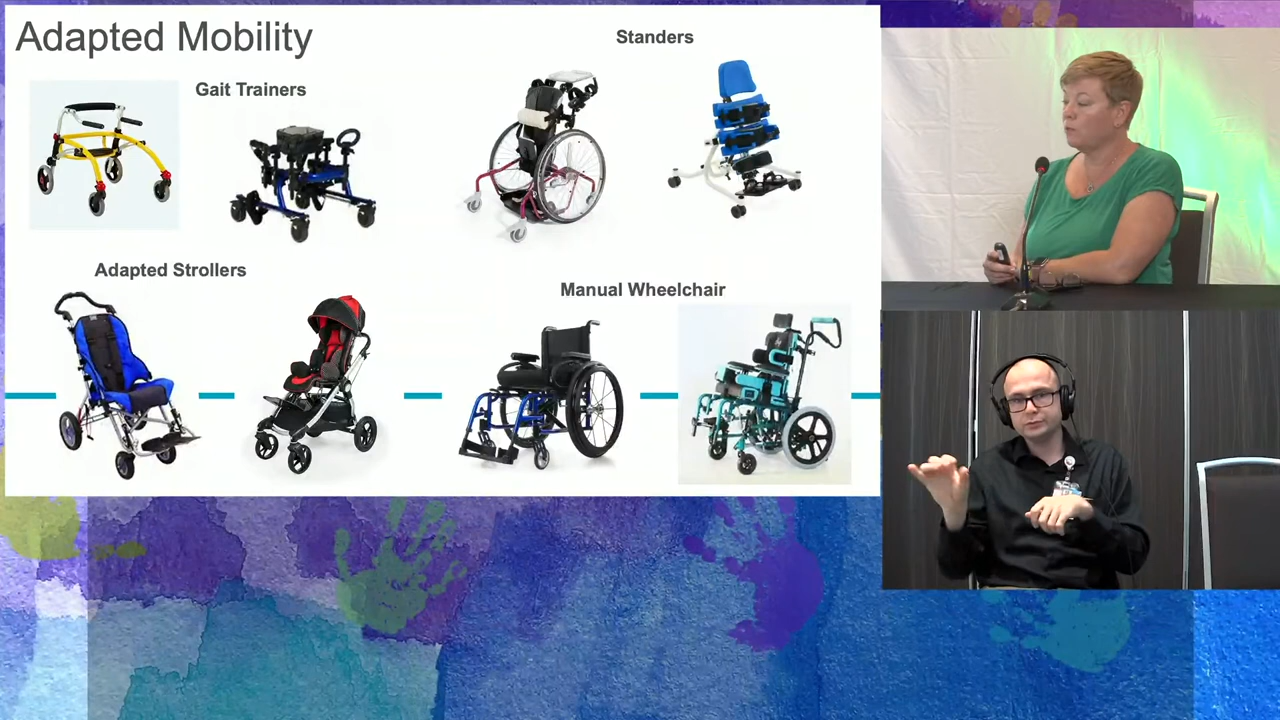 Adapted Mobility
Standers
Gait Trainers
Adapted Strollers
Manual Wheelchair